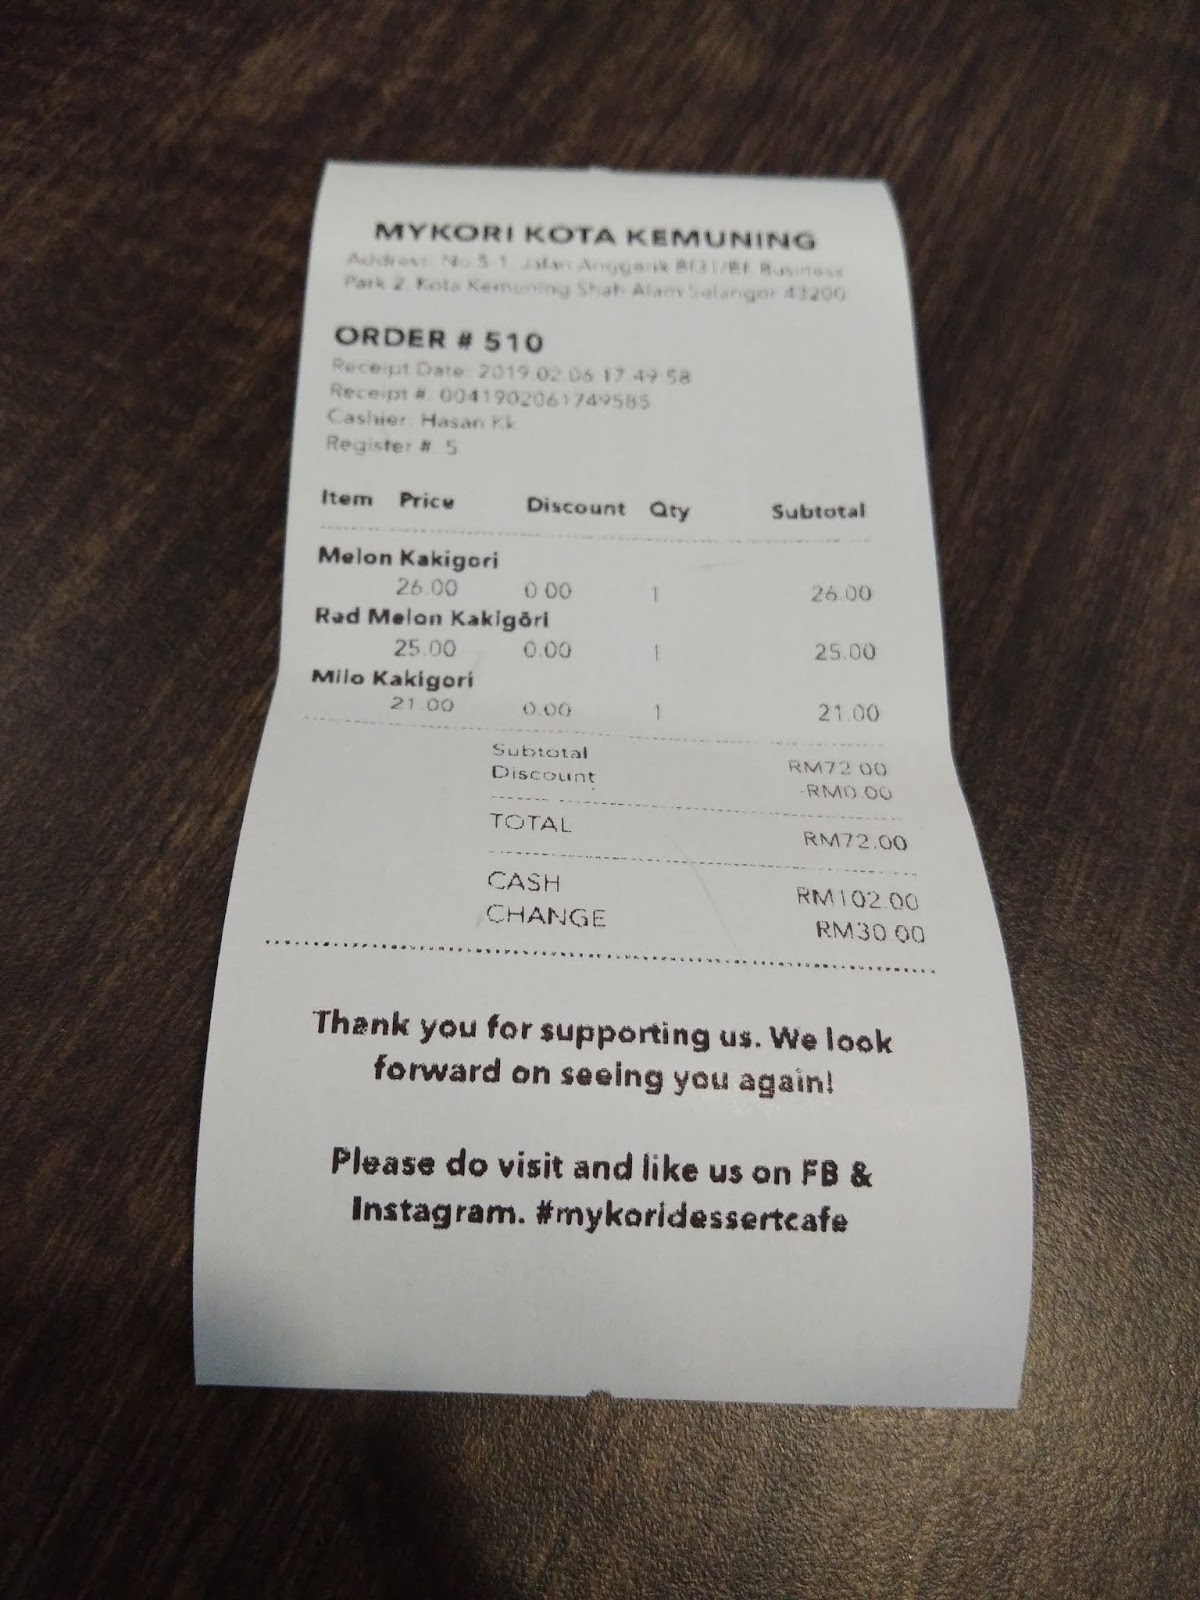 MYKORI KOTA KEMUNING
Address: No 5-1, Jalan Anggerik Business
Park 2, Kota Kemuning Shah Alam Selangor 43200
ORDER # 510
Receipt Date: 2019.02.06 17:49:58
Receipt #: 0041902061749585
Cashier: Hasan Kk
Register #: 5
Item Price Discount Qty Subtotal
Melon Kakigori
26.00 0.00 1 26.00
Red Melon Kakigōri
25.00 0.00 1 25.00
Milo Kakigori
21.00 0.00 1 21.00
Subtotal RM72.00
Discount -RM0.00
TOTAL RM72.00
CASH RM102.00
CHANGE RM30.00
Thank you for supporting us. We look
forward on seeing you again!
Please do visit and like us on FB &
Instagram. #mykoridessertcafe